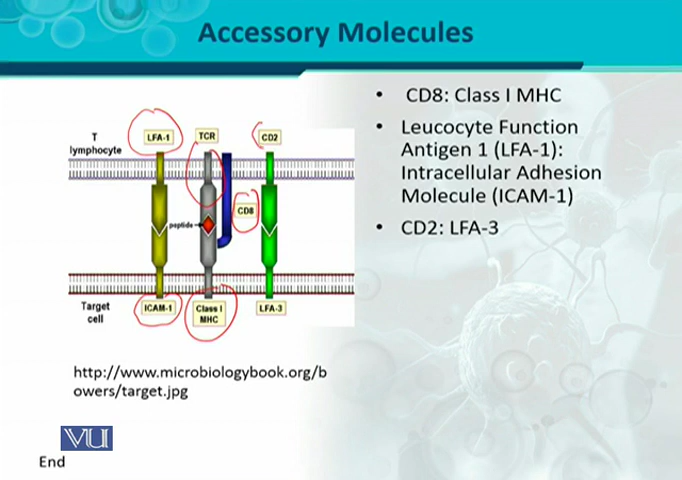 Accessory Molecules
LFA-1
TCR
CD2
T
lymphocyte
CD8
peptide
Target
cell
ICAM-1
Class I
MHC
LFA-3
http://www.microbiologybook.org/b
owers/target.jpg
• CD8: Class I MHC
• Leucocyte Function
Antigen 1 (LFA-1):
Intracellular Adhesion
Molecule (ICAM-1)
• CD2: LFA-3
VU
End